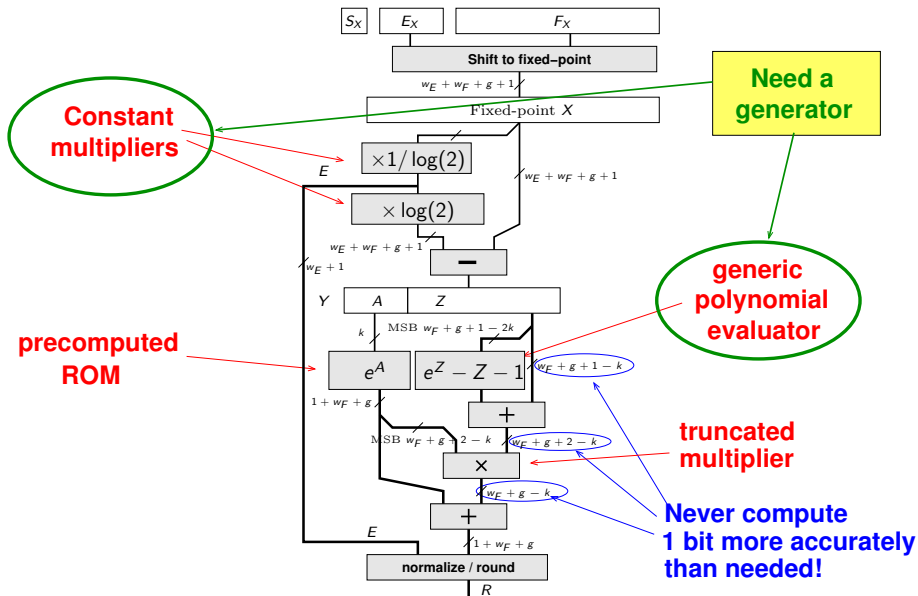 S_X E_X F_X
Shift to fixed−point
w_E + w_F + g + 1
Need a
generator
Fixed-point X
Constant
multipliers
×1/ log(2)
E
w_E + w_F + g + 1
× log(2)
w_E + w_F + g + 1
w_E + 1
−
generic
polynomial
evaluator
Y A Z
k
MSB w_F + g + 1 − 2k
precomputed
ROM
e^A
e^Z − Z − 1
w_F + g + 1 − k
1 + w_F + g
+
MSB w_F + g + 2 − k
w_F + g + 2 − k
truncated
multiplier
×
w_F + g − k
+
Never compute
1 bit more accurately
than needed!
E
1 + w_F + g
normalize / round
R